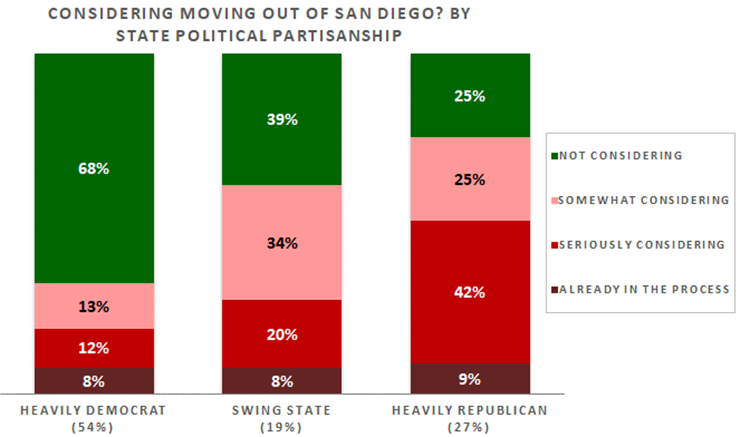 CONSIDERING MOVING OUT OF SAN DIEGO? BY
STATE POLITICAL PARTISANSHIP
68%
13%
12%
8%
39%
34%
20%
8%
25%
25%
42%
9%
HEAVILY DEMOCRAT
(54%)
SWING STATE
(19%)
HEAVILY REPUBLICAN
(27%)
NOT CONSIDERING
SOMEWHAT CONSIDERING
SERIOUSLY CONSIDERING
ALREADY IN THE PROCESS